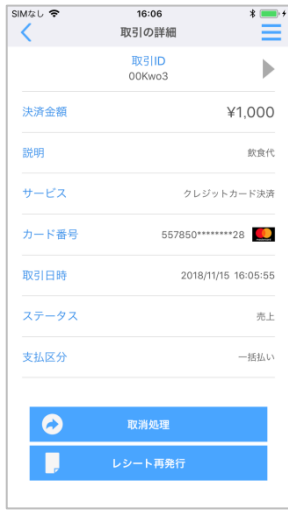 SIMなし 16:06
取引の詳細
取引ID
00Kwo3
決済金額 ¥1,000
説明 飲食代
サービス クレジットカード決済
カード番号 557850********28
取引日時 2018/11/15 16:05:55
ステータス 売上
支払区分 一括払い
取消処理
レシート再発行